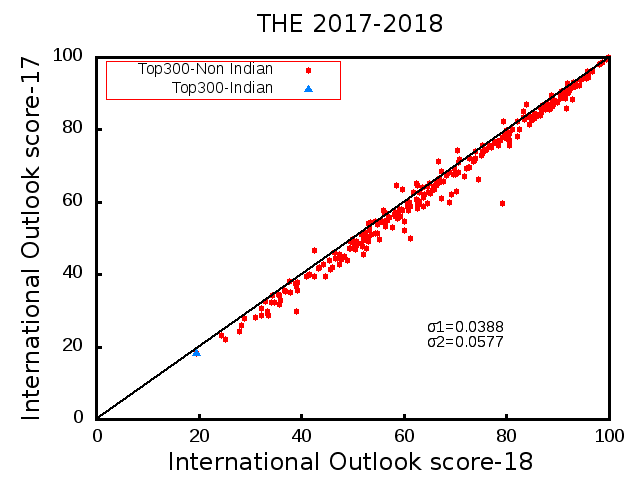 THE 2017-2018
International Outlook score-17
100
80
60
40
20
0
Top300-Non Indian
Top300-Indian
σ1=0.0388
σ2=0.0577
0 20 40 60 80 100
International Outlook score-18